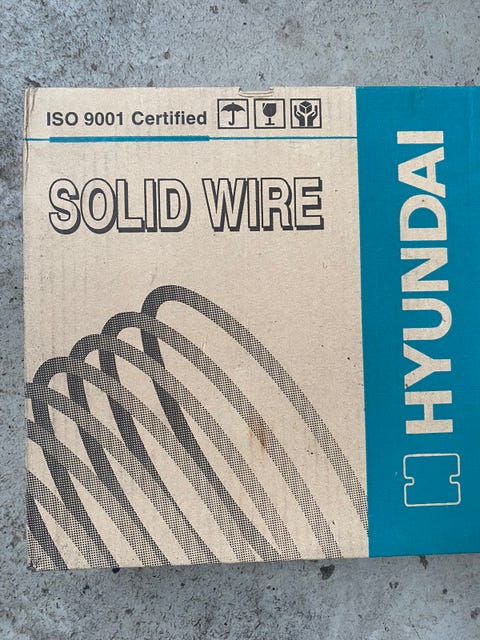 ISO 9001 Certified
SOLID WIRE
HYUNDAI